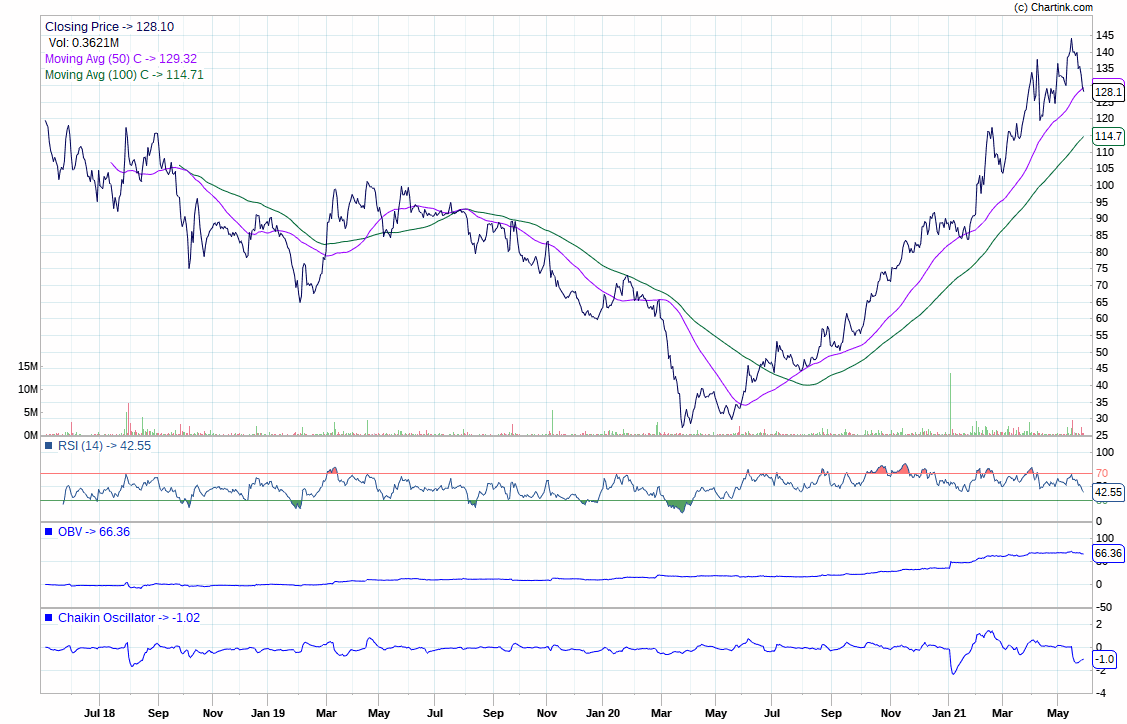 (c) Chartink.com
Closing Price -> 128.10
Vol: 0.3621M
Moving Avg (50) C -> 129.32
Moving Avg (100) C -> 114.71
145
140
135
128.1
125
120
114.7
110
105
100
95
90
85
80
75
70
65
60
55
50
45
40
35
30
25
15M
10M
5M
0M
RSI (14) -> 42.55
100
70
42.55
0
OBV -> 66.36
100
66.36
0
-50
Chaikin Oscillator -> -1.02
2
0
-1.0
-2
-4
Jul 18 Sep Nov Jan 19 Mar May Jul Sep Nov Jan 20 Mar May Jul Sep Nov Jan 21 Mar May